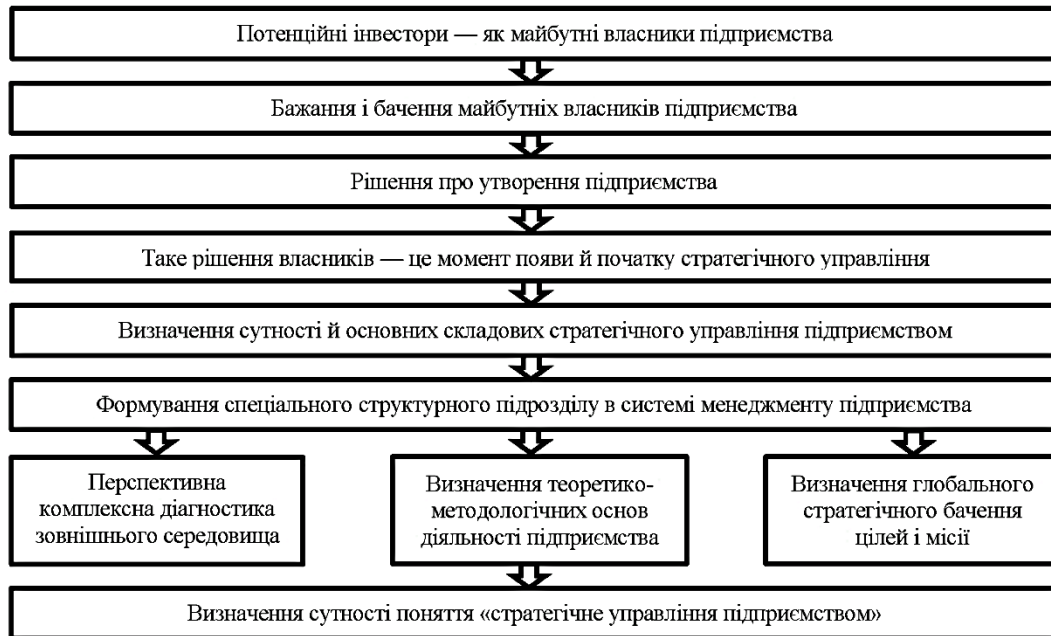 Потенційні інвестори — як майбутні власники підприємства
Бажання і бачення майбутніх власників підприємства
Рішення про утворення підприємства
Таке рішення власників — це момент появи й початку стратегічного управління
Визначення сутності й основних складових стратегічного управління підприємством
Формування спеціального структурного підрозділу в системі менеджменту підприємства
Перспективна
комплексна діагностика
зовнішнього середовища
Визначення теоретико-
методологічних основ
діяльності підприємства
Визначення глобального
стратегічного бачення
цілей і місії
Визначення сутності поняття «стратегічне управління підприємством»